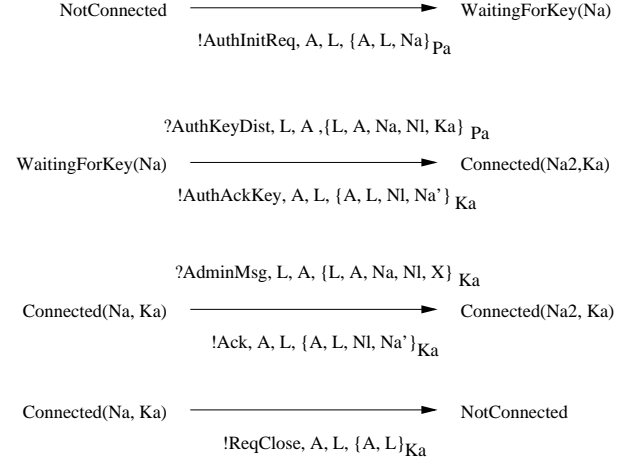 NotConnected WaitingForKey(Na)
!AuthInitReq, A, L, {A, L, Na}Pa
?AuthKeyDist, L, A ,{L, A, Na, Nl, Ka} Pa
WaitingForKey(Na) Connected(Na2,Ka)
!AuthAckKey, A, L, {A, L, Nl, Na’} Ka
?AdminMsg, L, A, {L, A, Na, Nl, X} Ka
Connected(Na, Ka) Connected(Na2, Ka)
!Ack, A, L, {A, L, Nl, Na’}Ka
Connected(Na, Ka) NotConnected
!ReqClose, A, L, {A, L}Ka